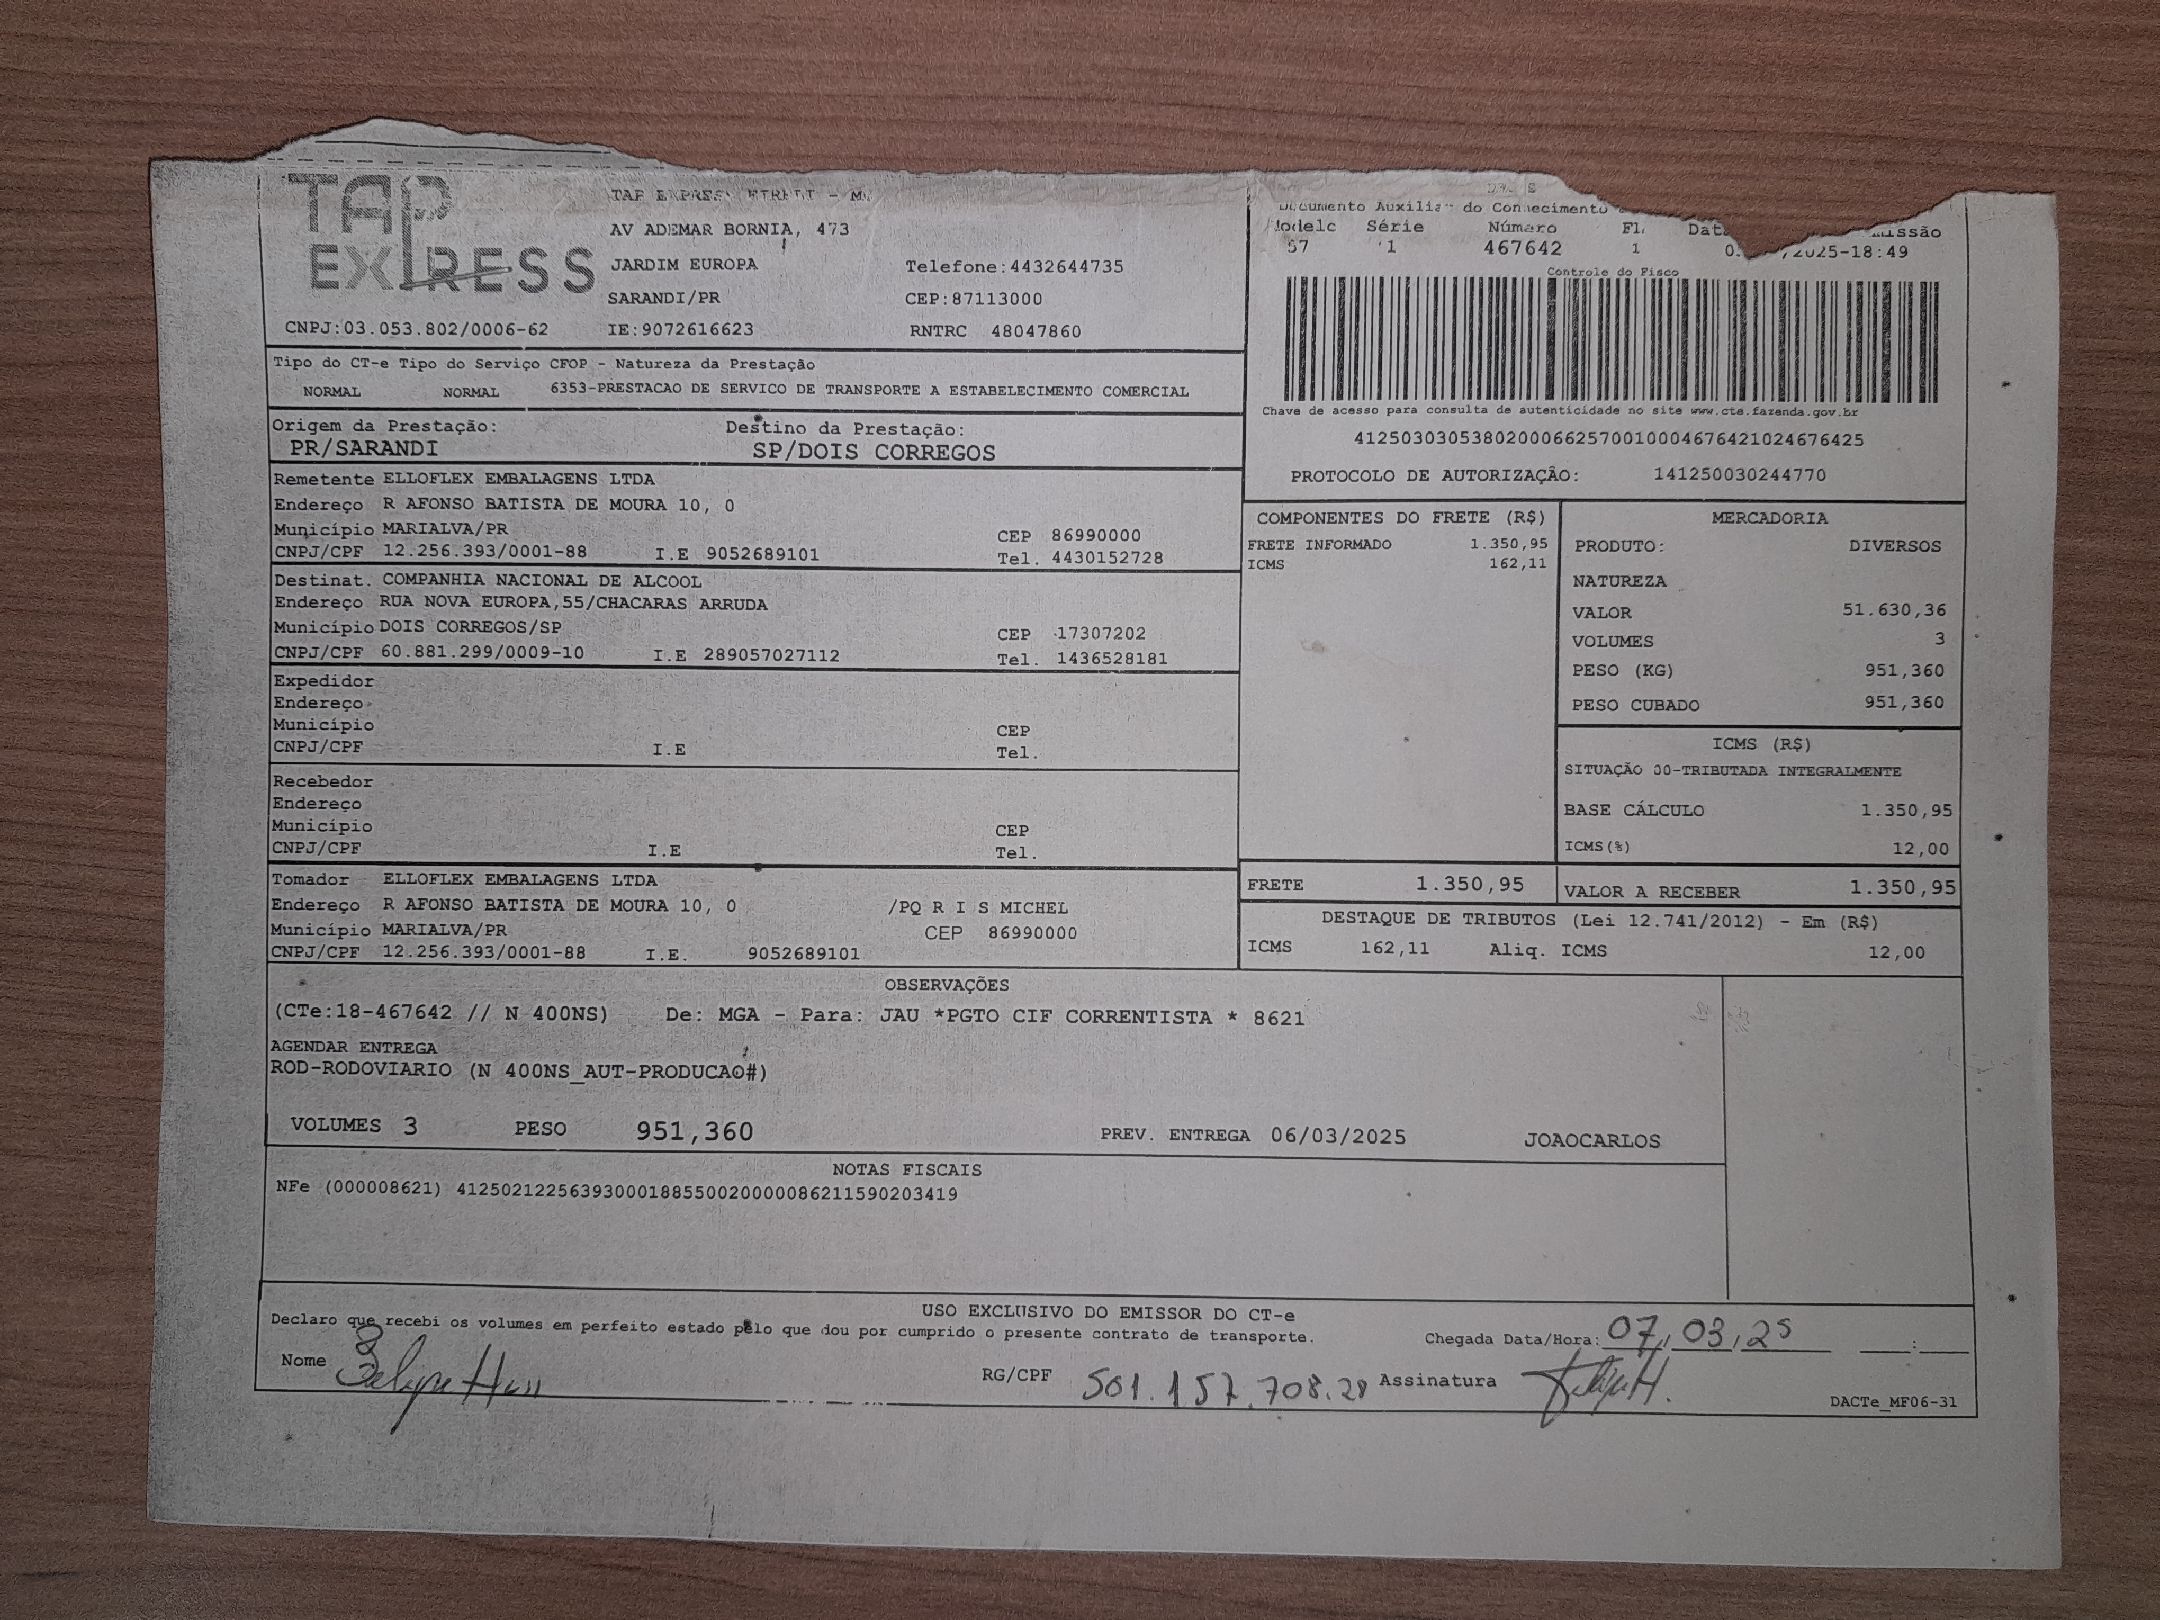 TAP
EXPRESS
TAP EXPRESS
AV ADEMAR BORNIA, 473
JARDIM EUROPA
Telefone:4432644735
SARANDI/PR
CEP:87113000
CNPJ:03.053.802/0006-62
IE:9072616623
RNTRC 48047860
Documento Auxiliar do Conhecimento
Modelo Série Número Fl.
57 1 467642 1 2025-18:49
Controle do Fisco
Chave de acesso para consulta de autenticidade no site www.cte.fazenda.gov.br
41250303053802000662570010004676421024676425
PROTOCOLO DE AUTORIZAÇÃO: 141250030244770
Tipo do CT-e Tipo do Serviço CFOP - Natureza da Prestação
NORMAL NORMAL 6353-PRESTACAO DE SERVICO DE TRANSPORTE A ESTABELECIMENTO COMERCIAL
Origem da Prestação: Destino da Prestação:
PR/SARANDI SP/DOIS CORREGOS
Remetente ELLOFLEX EMBALAGENS LTDA
Endereço R AFONSO BATISTA DE MOURA 10, 0
Município MARIALVA/PR CEP 86990000
CNPJ/CPF 12.256.393/0001-88 I.E 9052689101 Tel. 4430152728
Destinat. COMPANHIA NACIONAL DE ALCOOL
Endereço RUA NOVA EUROPA,55/CHACARAS ARRUDA
Município DOIS CORREGOS/SP CEP 17307202
CNPJ/CPF 60.881.299/0009-10 I.E 289057027112 Tel. 1436528181
Expedidor
Endereço
Município CEP
CNPJ/CPF I.E Tel.
Recebedor
Endereço
Município CEP
CNPJ/CPF I.E Tel.
Tomador ELLOFLEX EMBALAGENS LTDA
Endereço R AFONSO BATISTA DE MOURA 10, 0 /PQ R I S MICHEL
Município MARIALVA/PR CEP 86990000
CNPJ/CPF 12.256.393/0001-88 I.E. 9052689101
COMPONENTES DO FRETE (R$)
FRETE INFORMADO 1.350,95
ICMS 162,11
MERCADORIA
PRODUTO: DIVERSOS
NATUREZA
VALOR 51.630,36
VOLUMES 3
PESO (KG) 951,360
PESO CUBADO 951,360
ICMS (R$)
SITUAÇÃO 00-TRIBUTADA INTEGRALMENTE
BASE CÁLCULO 1.350,95
ICMS(%) 12,00
FRETE 1.350,95 VALOR A RECEBER 1.350,95
DESTAQUE DE TRIBUTOS (Lei 12.741/2012) - Em (R$)
ICMS 162,11 Aliq. ICMS 12,00
OBSERVAÇÕES
(CTe:18-467642 // N 400NS) De: MGA - Para: JAU *PGTO CIF CORRENTISTA * 8621
AGENDAR ENTREGA
ROD-RODOVIARIO (N 400NS_AUT-PRODUCAO#)
VOLUMES 3 PESO 951,360 PREV. ENTREGA 06/03/2025 JOAOCARLOS
NOTAS FISCAIS
NFe (000008621) 41250212256393000188550020000086211590203419
USO EXCLUSIVO DO EMISSOR DO CT-e
Declaro que recebi os volumes em perfeito estado pelo que dou por cumprido o presente contrato de transporte.
Chegada Data/Hora: 07,03,25 :
Nome RG/CPF 501.157.708.28 Assinatura
DACTe_MF06-31